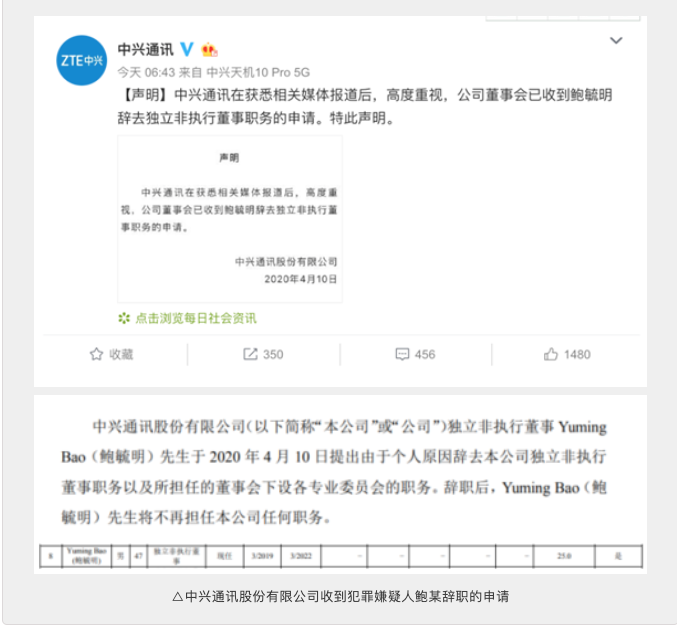 ZTE中兴
中兴通讯
今天 06:43 来自 中兴天机10 Pro 5G
【声明】中兴通讯在获悉相关媒体报道后，高度重视，公司董事会已收到鲍毓明
辞去独立非执行董事职务的申请。特此声明。
声明
中兴通讯在获悉相关媒体报道后，高度重
视，公司董事会已收到鲍毓明辞去独立非执行董
事职务的申请。
中兴通讯股份有限公司
2020年4月10日
点击浏览每日社会资讯
收藏 350 456 1480
中兴通讯股份有限公司（以下简称“本公司”或“公司”）独立非执行董事 Yuming
Bao（鲍毓明）先生于 2020 年 4 月 10 日提出由于个人原因辞去本公司独立非执行
董事职务以及所担任的董事会下设各专业委员会的职务。辞职后，Yuming Bao（鲍
毓明）先生将不再担任本公司任何职务。
8 Yuming Bao (鲍毓明) 男 47 独立非执行董事 现任 3/2019 3/2022 - - - - - 25.0 是
△中兴通讯股份有限公司收到犯罪嫌疑人鲍某辞职的申请